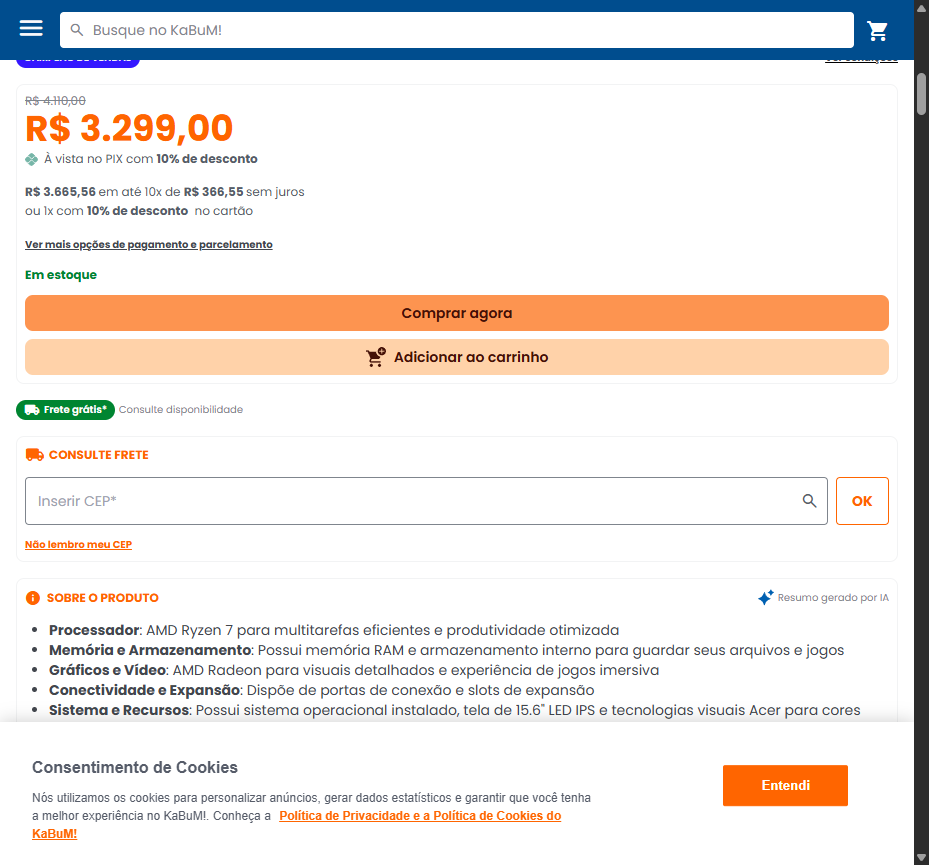 Busque no KaBuM!
R$ 4.110,00
R$ 3.299,00
À vista no PIX com 10% de desconto
R$ 3.665,56 em até 10x de R$ 366,55 sem juros
ou 1x com 10% de desconto no cartão
Ver mais opções de pagamento e parcelamento
Em estoque
Comprar agora
Adicionar ao carrinho
Frete grátis* Consulte disponibilidade
CONSULTE FRETE
Inserir CEP*
OK
Não lembro meu CEP
SOBRE O PRODUTO
Resumo gerado por IA
Processador: AMD Ryzen 7 para multitarefas eficientes e produtividade otimizada
Memória e Armazenamento: Possui memória RAM e armazenamento interno para guardar seus arquivos e jogos
Gráficos e Vídeo: AMD Radeon para visuais detalhados e experiência de jogos imersiva
Conectividade e Expansão: Dispõe de portas de conexão e slots de expansão
Sistema e Recursos: Possui sistema operacional instalado, tela de 15.6" LED IPS e tecnologias visuais Acer para cores
Consentimento de Cookies
Nós utilizamos os cookies para personalizar anúncios, gerar dados estatísticos e garantir que você tenha
a melhor experiência no KaBuM!. Conheça a Política de Privacidade e a Política de Cookies do
KaBuM!
Entendi